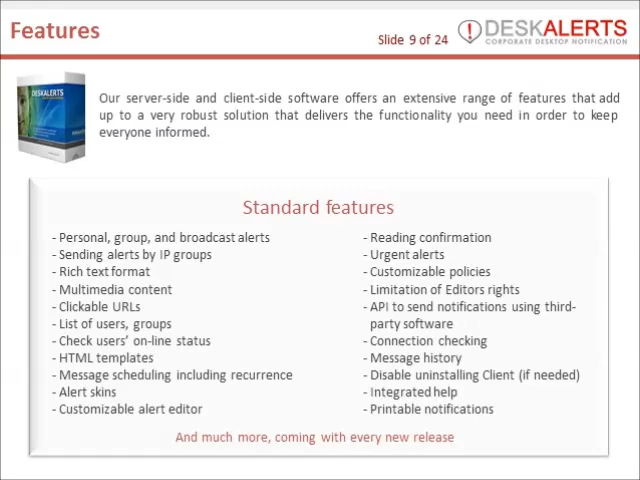 Features
Slide 9 of 24
DESKALERTS
CORPORATE DESKTOP NOTIFICATION
DESKALERTS
Our server-side and client-side software offers an extensive range of features that add
up to a very robust solution that delivers the functionality you need in order to keep
everyone informed.
Standard features
- Personal, group, and broadcast alerts
- Sending alerts by IP groups
- Rich text format
- Multimedia content
- Clickable URLs
- List of users, groups
- Check users' on-line status
- HTML templates
- Message scheduling including recurrence
- Alert skins
- Customizable alert editor
- Reading confirmation
- Urgent alerts
- Customizable policies
- Limitation of Editors rights
- API to send notifications using third-
party software
- Connection checking
- Message history
- Disable uninstalling Client (if needed)
- Integrated help
- Printable notifications
And much more, coming with every new release